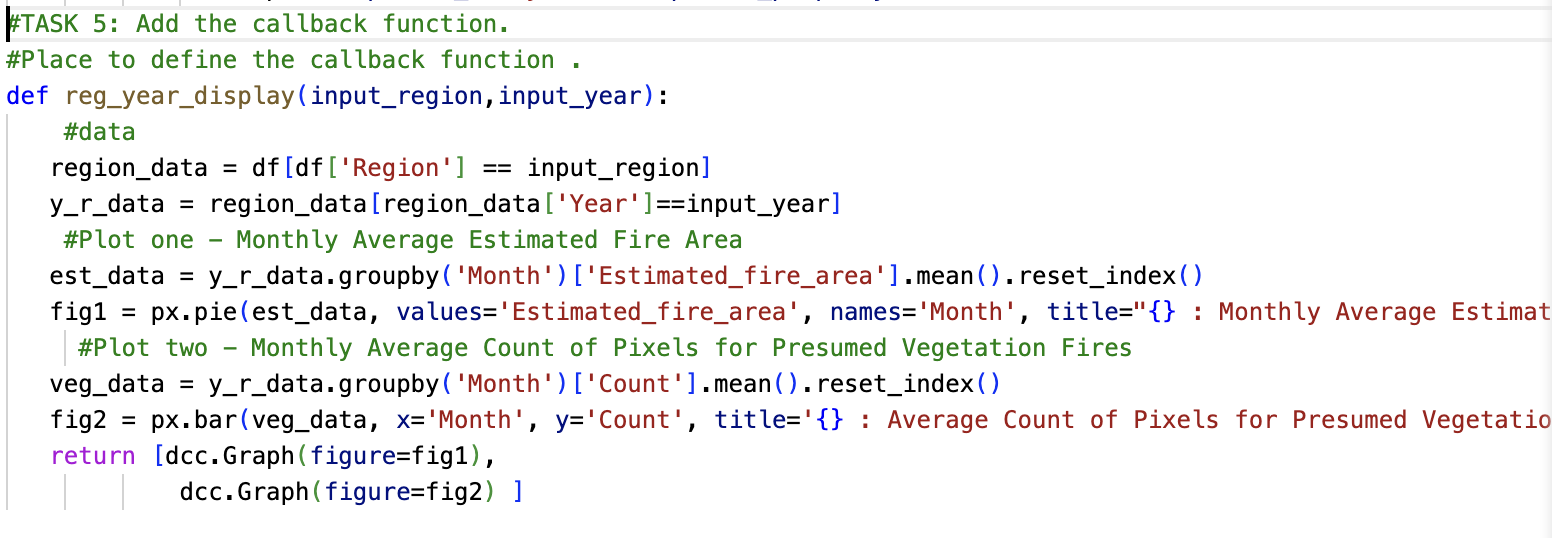 #TASK 5: Add the callback function.
#Place to define the callback function .
def reg_year_display(input_region,input_year):
    #data
   region_data = df[df['Region'] == input_region]
   y_r_data = region_data[region_data['Year']==input_year]
    #Plot one – Monthly Average Estimated Fire Area
   est_data = y_r_data.groupby('Month')['Estimated_fire_area'].mean().reset_index()
   fig1 = px.pie(est_data, values='Estimated_fire_area', names='Month', title="{} : Monthly Average Estimat
     #Plot two – Monthly Average Count of Pixels for Presumed Vegetation Fires
   veg_data = y_r_data.groupby('Month')['Count'].mean().reset_index()
   fig2 = px.bar(veg_data, x='Month', y='Count', title='{} : Average Count of Pixels for Presumed Vegetatio
   return [dcc.Graph(figure=fig1),
            dcc.Graph(figure=fig2) ]